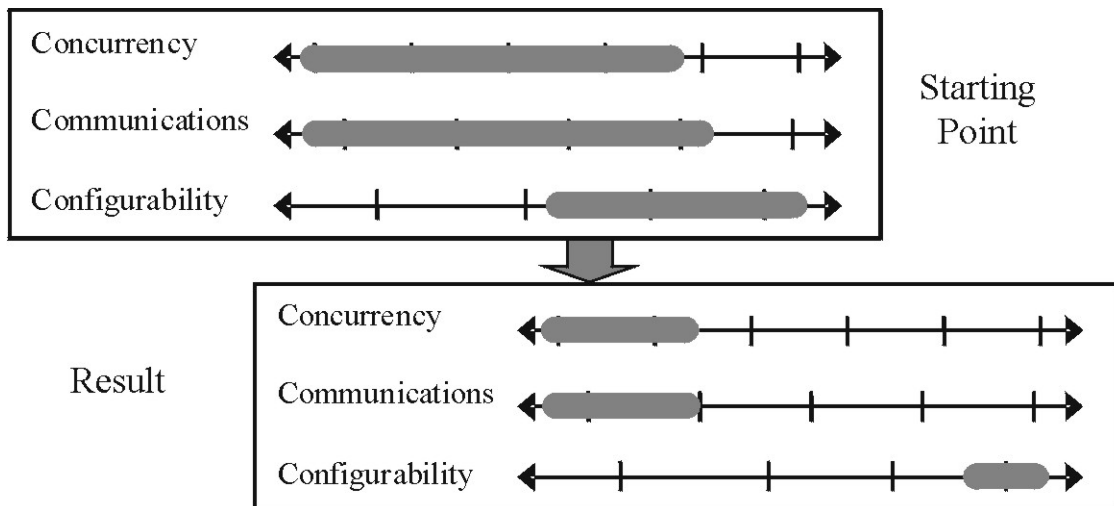 Concurrency
Communications
Configurability
Starting
Point
Result
Concurrency
Communications
Configurability